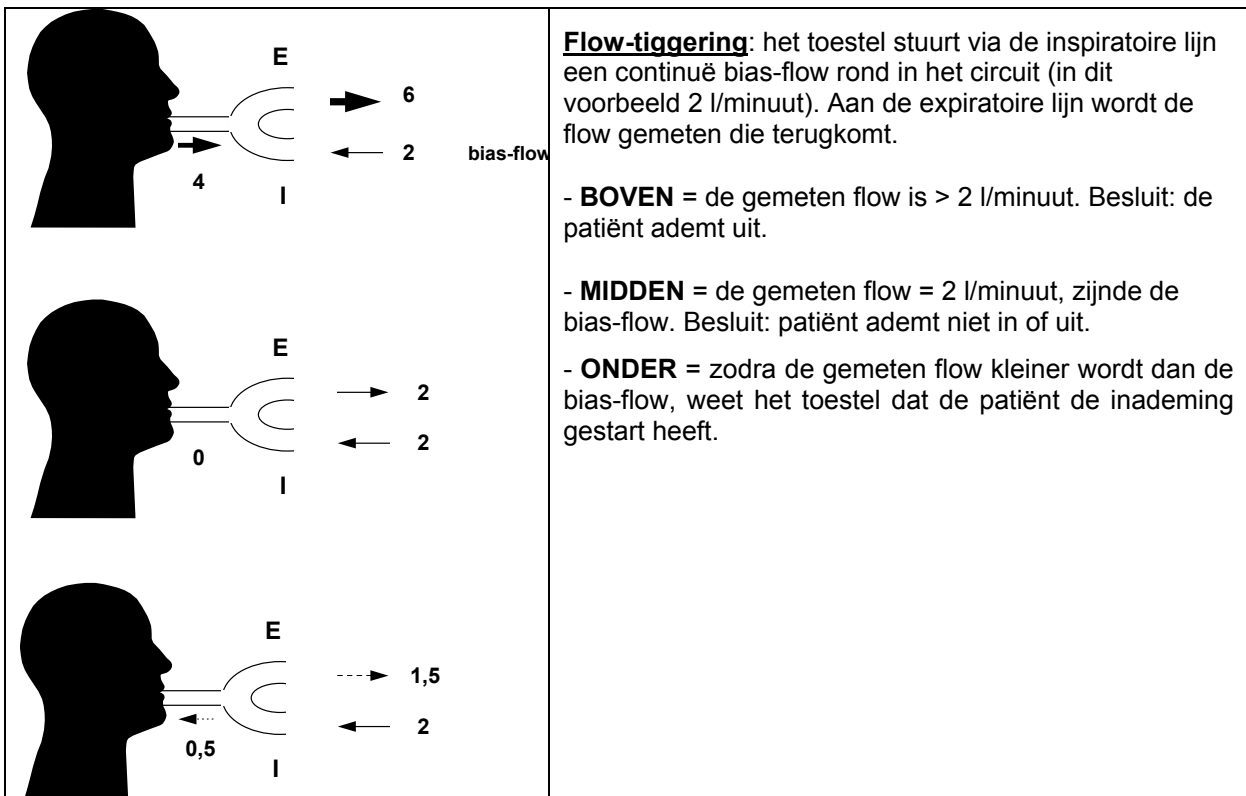 E
6
2 bias-flow
4
I
E
2
2
0
I
E
1,5
2
0,5
I
Flow-tiggering: het toestel stuurt via de inspiratoire lijn
een continuë bias-flow rond in het circuit (in dit
voorbeeld 2 l/minuut). Aan de expiratoire lijn wordt de
flow gemeten die terugkomt.
- BOVEN = de gemeten flow is > 2 l/minuut. Besluit: de
patiënt ademt uit.
- MIDDEN = de gemeten flow = 2 l/minuut, zijnde de
bias-flow. Besluit: patiënt ademt niet in of uit.
- ONDER = zodra de gemeten flow kleiner wordt dan de
bias-flow, weet het toestel dat de patiënt de inademing
gestart heeft.